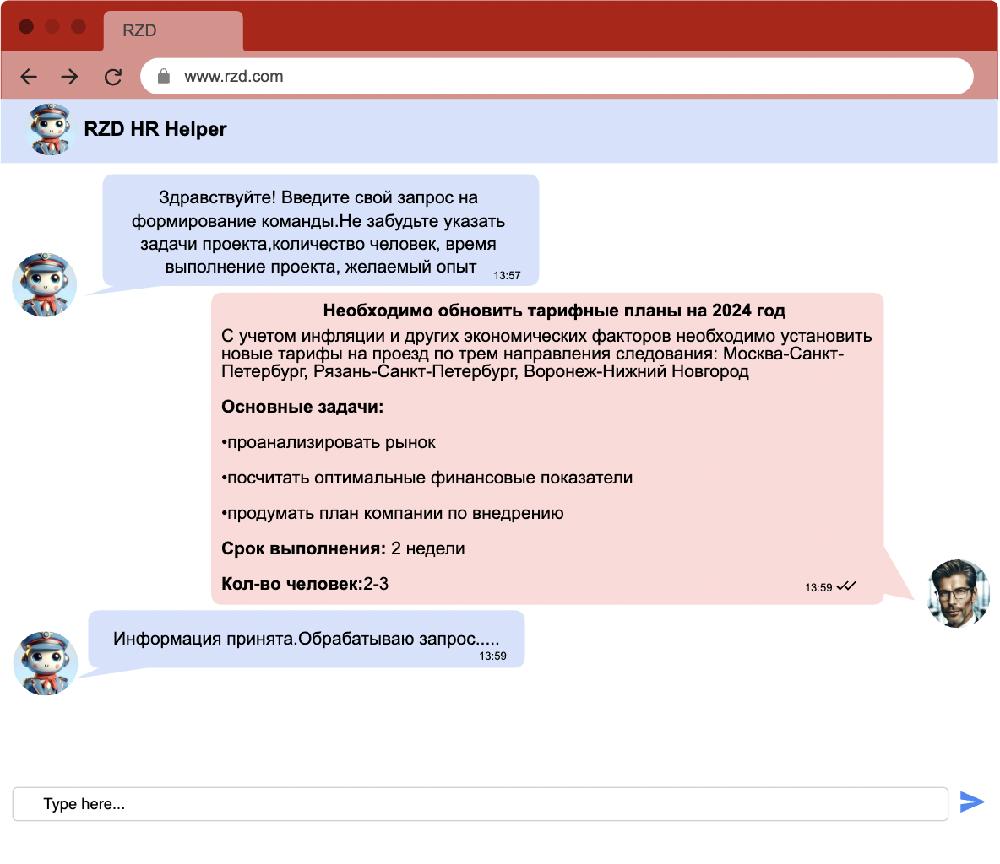 RZD
www.rzd.com
RZD HR Helper
Здравствуйте! Введите свой запрос на
формирование команды.Не забудьте указать
задачи проекта,количество человек, время
выполнение проекта, желаемый опыт
13:57
Необходимо обновить тарифные планы на 2024 год
С учетом инфляции и других экономических факторов необходимо установить
новые тарифы на проезд по трем направления следования: Москва-Санкт-
Петербург, Рязань-Санкт-Петербург, Воронеж-Нижний Новгород
Основные задачи:
•проанализировать рынок
•посчитать оптимальные финансовые показатели
•продумать план компании по внедрению
Срок выполнения: 2 недели
Кол-во человек:2-3
13:59
Информация принята.Обрабатываю запрос.....
13:59
Type here...